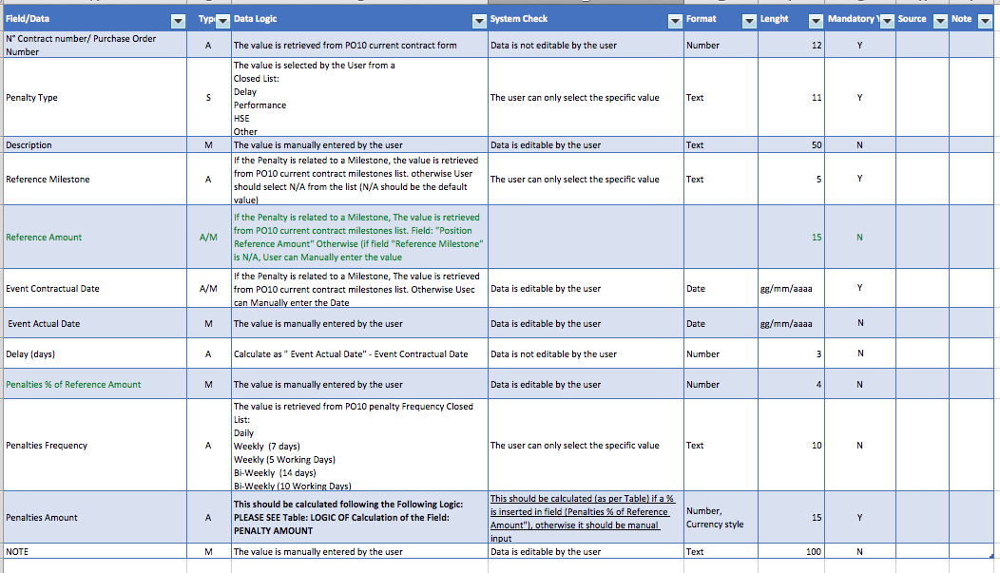 Field/Data Typ Data Logic System Check Format Lenght Mandatory Y Source Note
N° Contract number/ Purchase Order
Number A The value is retrieved from PO10 current contract form Data is not editable by the user Number 12 Y
The value is selected by the User from a
Closed List:
Delay
Penalty Type S Performance The user can only select the specific value Text 11 Y
HSE
Other
Description M The value is manually entered by the user Data is editable by the user Text 50 N
If the Penalty is related to a Milestone, the value is retrieved
from PO10 current contract milestones list. otherwise User
Reference Milestone A should select N/A from the list (N/A should be the default The user can only select the specific value Text 5 Y
value)
If the Penalty is related to a Milestone, The value is retrieved
from PO10 current contract milestones list. Field: "Position
Reference Amount A/M Reference Amount" Otherwise (if field "Reference Milestone" 15 N
is N/A, User can Manually enter the value
If the Penalty is related to a Milestone, The value is retrieved
Event Contractual Date A/M from PO10 current contract milestones list. Otherwise Usec Data is editable by the user Date gg/mm/aaaa Y
can Manually enter the Date
Event Actual Date M The value is manually entered by the user Data is editable by the user Date gg/mm/aaaa N
Delay (days) A Calculate as " Event Actual Date" - Event Contractual Date Data is not editable by the user Number 3 N
Penalties % of Reference Amount M The value is manually entered by the user Data is editable by the user Number 4 N
The value is retrieved from PO10 penalty Frequency Closed
List:
Daily
Penalties Frequency A Weekly (7 days) The user can only select the specific value Text 10 N
Weekly (5 Working Days)
Bi-Weekly (14 days)
Bi-Weekly (10 Working Days)
This should be calculated following the Following Logic: This should be calculated (as per Table) if a %
Penalties Amount A PLEASE SEE Table: LOGIC OF Calculation of the Field: is inserted in field (Penalties % of Reference Number, 15 Y
PENALTY AMOUNT Amount"), otherwise it should be manual Currency style
input
NOTE M The value is manually entered by the user Data is editable by the user Text 100 N